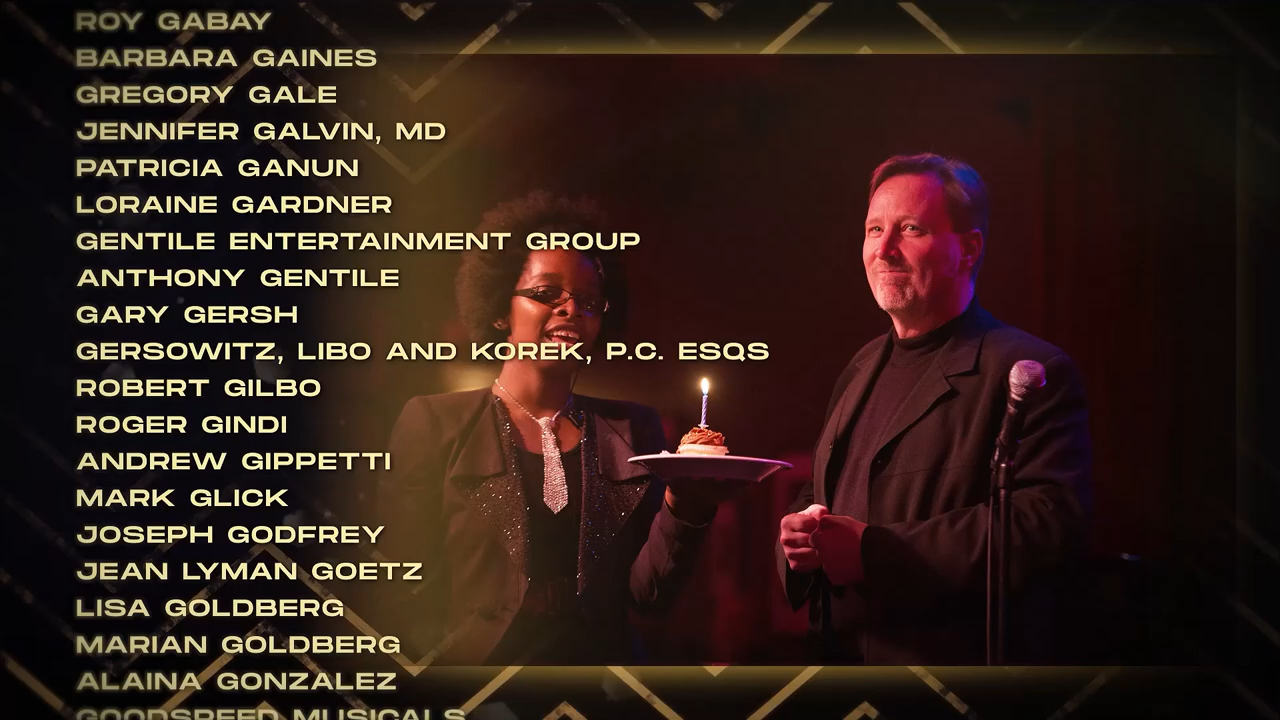 ROY GABAY
BARBARA GAINES
GREGORY GALE
JENNIFER GALVIN, MD
PATRICIA GANUN
LORAINE GARDNER
GENTILE ENTERTAINMENT GROUP
ANTHONY GENTILE
GARY GERSH
GERSOWITZ, LIBO AND KOREK, P.C. ESQS
ROBERT GILBO
ROGER GINDI
ANDREW GIPPETTI
MARK GLICK
JOSEPH GODFREY
JEAN LYMAN GOETZ
LISA GOLDBERG
MARIAN GOLDBERG
ALAINA GONZALEZ
GOODSPEED MUSICALS